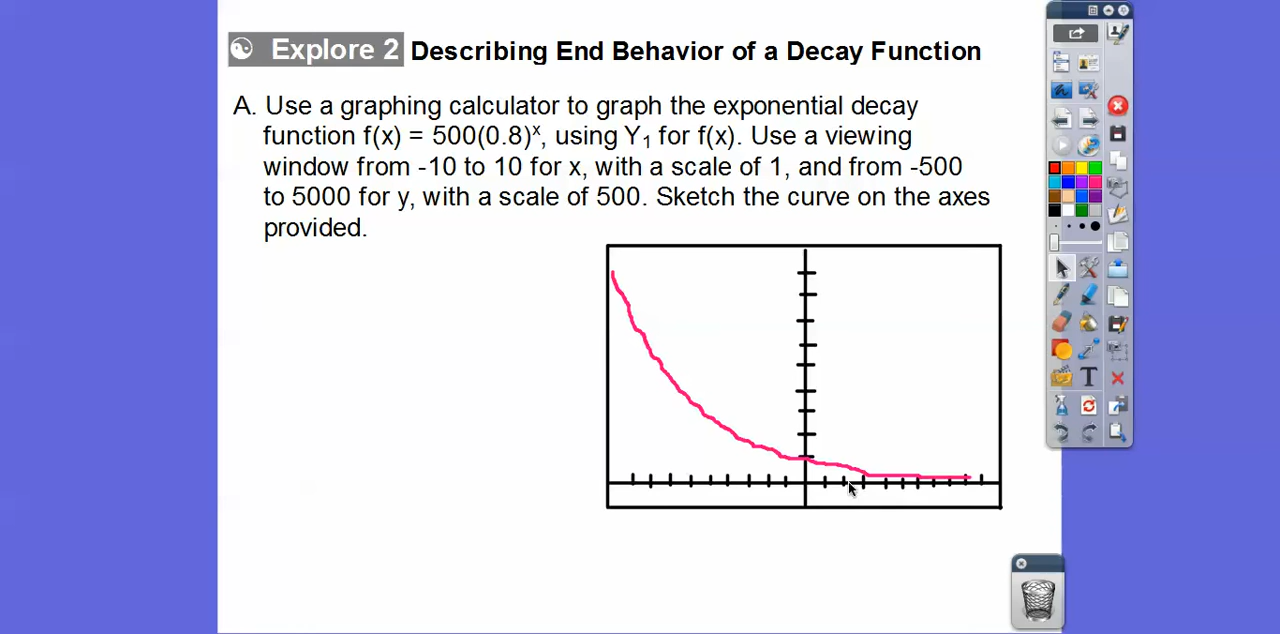 Explore 2 Describing End Behavior of a Decay Function
A. Use a graphing calculator to graph the exponential decay
function f(x) = 500(0.8)ˣ, using Y₁ for f(x). Use a viewing
window from -10 to 10 for x, with a scale of 1, and from -500
to 5000 for y, with a scale of 500. Sketch the curve on the axes
provided.
T